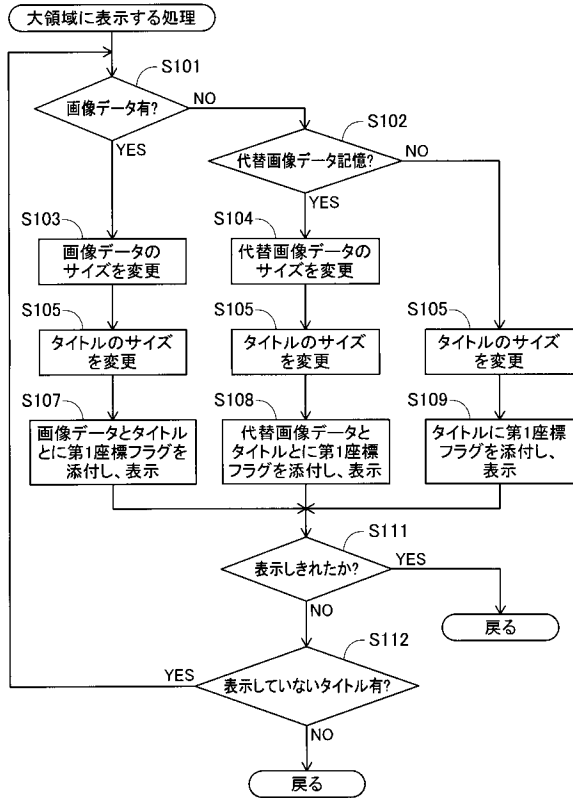 大領域に表示する処理
S101
画像データ有?
NO
YES
S102
代替画像データ記憶?
NO
YES
S103
画像データの
サイズを変更
S104
代替画像データの
サイズを変更
S105
タイトルのサイズ
を変更
S105
タイトルのサイズ
を変更
S105
タイトルのサイズ
を変更
S107
画像データとタイトル
とに第1座標フラグを
添付し、表示
S108
代替画像データと
タイトルとに第1座標
フラグを添付し、表示
S109
タイトルに第1座標
フラグを添付し、
表示
S111
表示しきれたか?
YES
NO
戻る
S112
表示していないタイトル有?
YES
NO
戻る